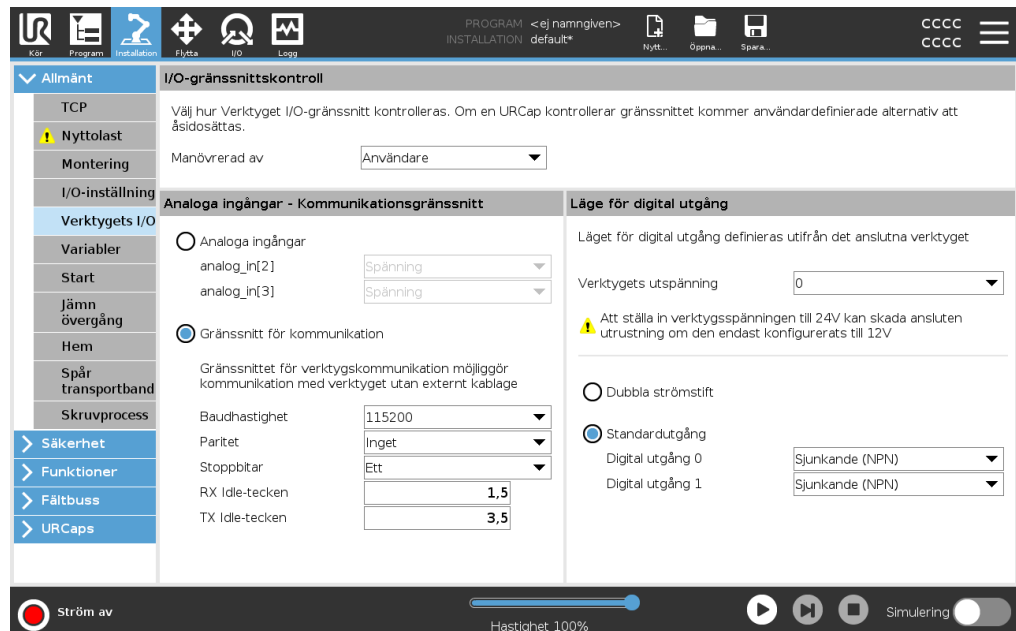 UR
PROGRAM <ej namngiven>
INSTALLATION default*
CCCC
CCCC
Kör Program Installation Flytta I/O Logg Nytt... Öppna... Spara...
Allmänt
TCP
Nyttolast
Montering
I/O-inställning
Verktygets I/O
Variabler
Start
Jämn
övergång
Hem
Spår
transportband
Skruvprocess
Säkerhet
Funktioner
Fältbuss
URCaps
I/O-gränssnittskontroll
Välj hur Verktyget I/O-gränssnitt kontrolleras. Om en URCap kontrollerar gränssnittet kommer användardefinierade alternativ att
åsidosättas.
Manövrerad av Användare
Analoga ingångar - Kommunikationsgränssnitt
Analoga ingångar
analog_in[2] Spänning
analog_in[3] Spänning
Gränssnitt för kommunikation
Gränssnittet för verktygskommunikation möjliggör
kommunikation med verktyget utan externt kablage
Baudhastighet 115200
Paritet Inget
Stoppbitar Ett
RX Idle-tecken 1,5
TX Idle-tecken 3,5
Läge för digital utgång
Läget för digital utgång definieras utifrån det anslutna verktyget
Verktygets utspänning 0
Att ställa in verktygsspänningen till 24V kan skada ansluten
utrustning om den endast konfigurerats till 12V
Dubbla strömstift
Standardutgång
Digital utgång 0 Sjunkande (NPN)
Digital utgång 1 Sjunkande (NPN)
Ström av
Hastighet 100%
Simulering